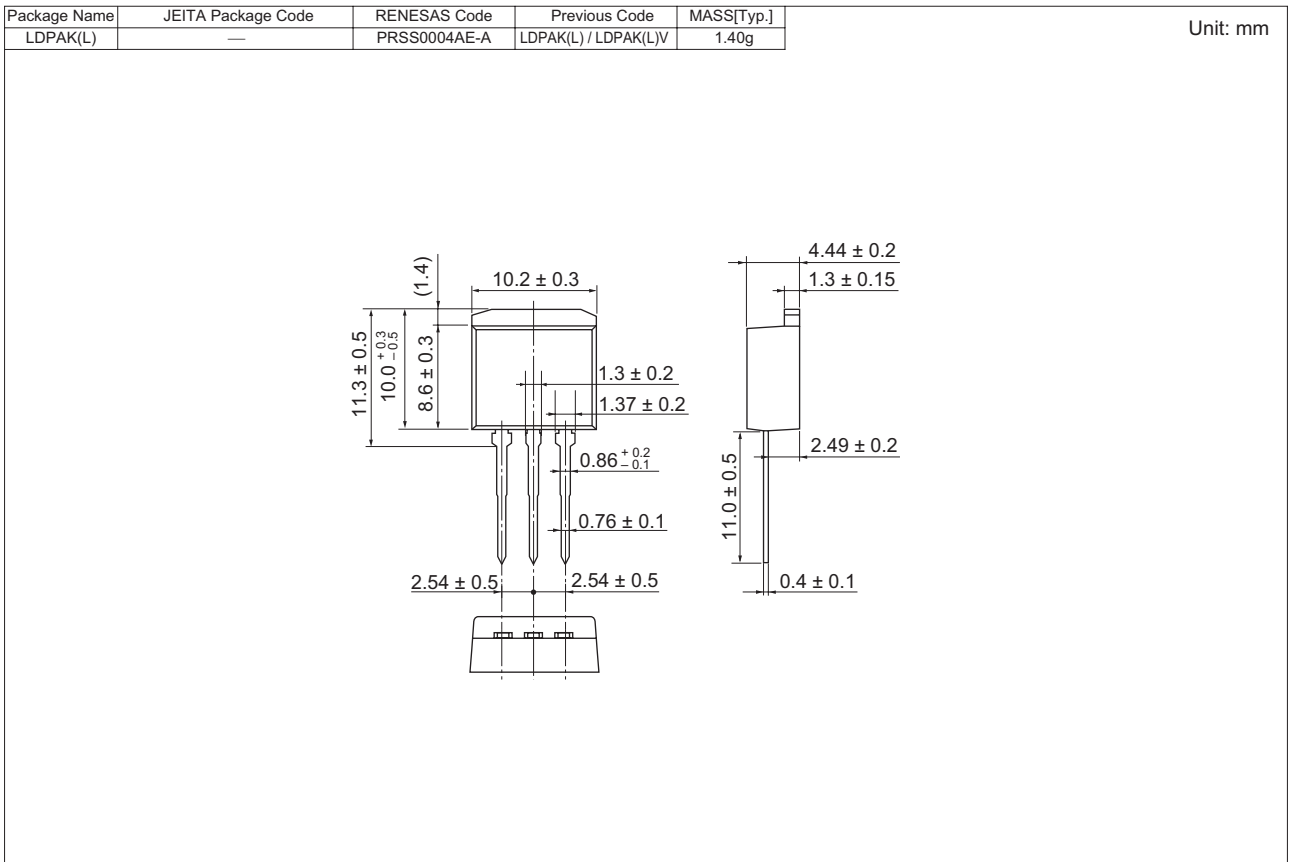 Package Name JEITA Package Code RENESAS Code Previous Code MASS[Typ.]
LDPAK(L) — PRSS0004AE-A LDPAK(L) / LDPAK(L)V 1.40g
Unit: mm
4.44 ± 0.2
(1.4)
10.2 ± 0.3
1.3 ± 0.15
11.3 ± 0.5
10.0 + 0.3 – 0.5
8.6 ± 0.3
1.3 ± 0.2
1.37 ± 0.2
2.49 ± 0.2
0.86 + 0.2 – 0.1
11.0 ± 0.5
0.76 ± 0.1
2.54 ± 0.5
2.54 ± 0.5
0.4 ± 0.1